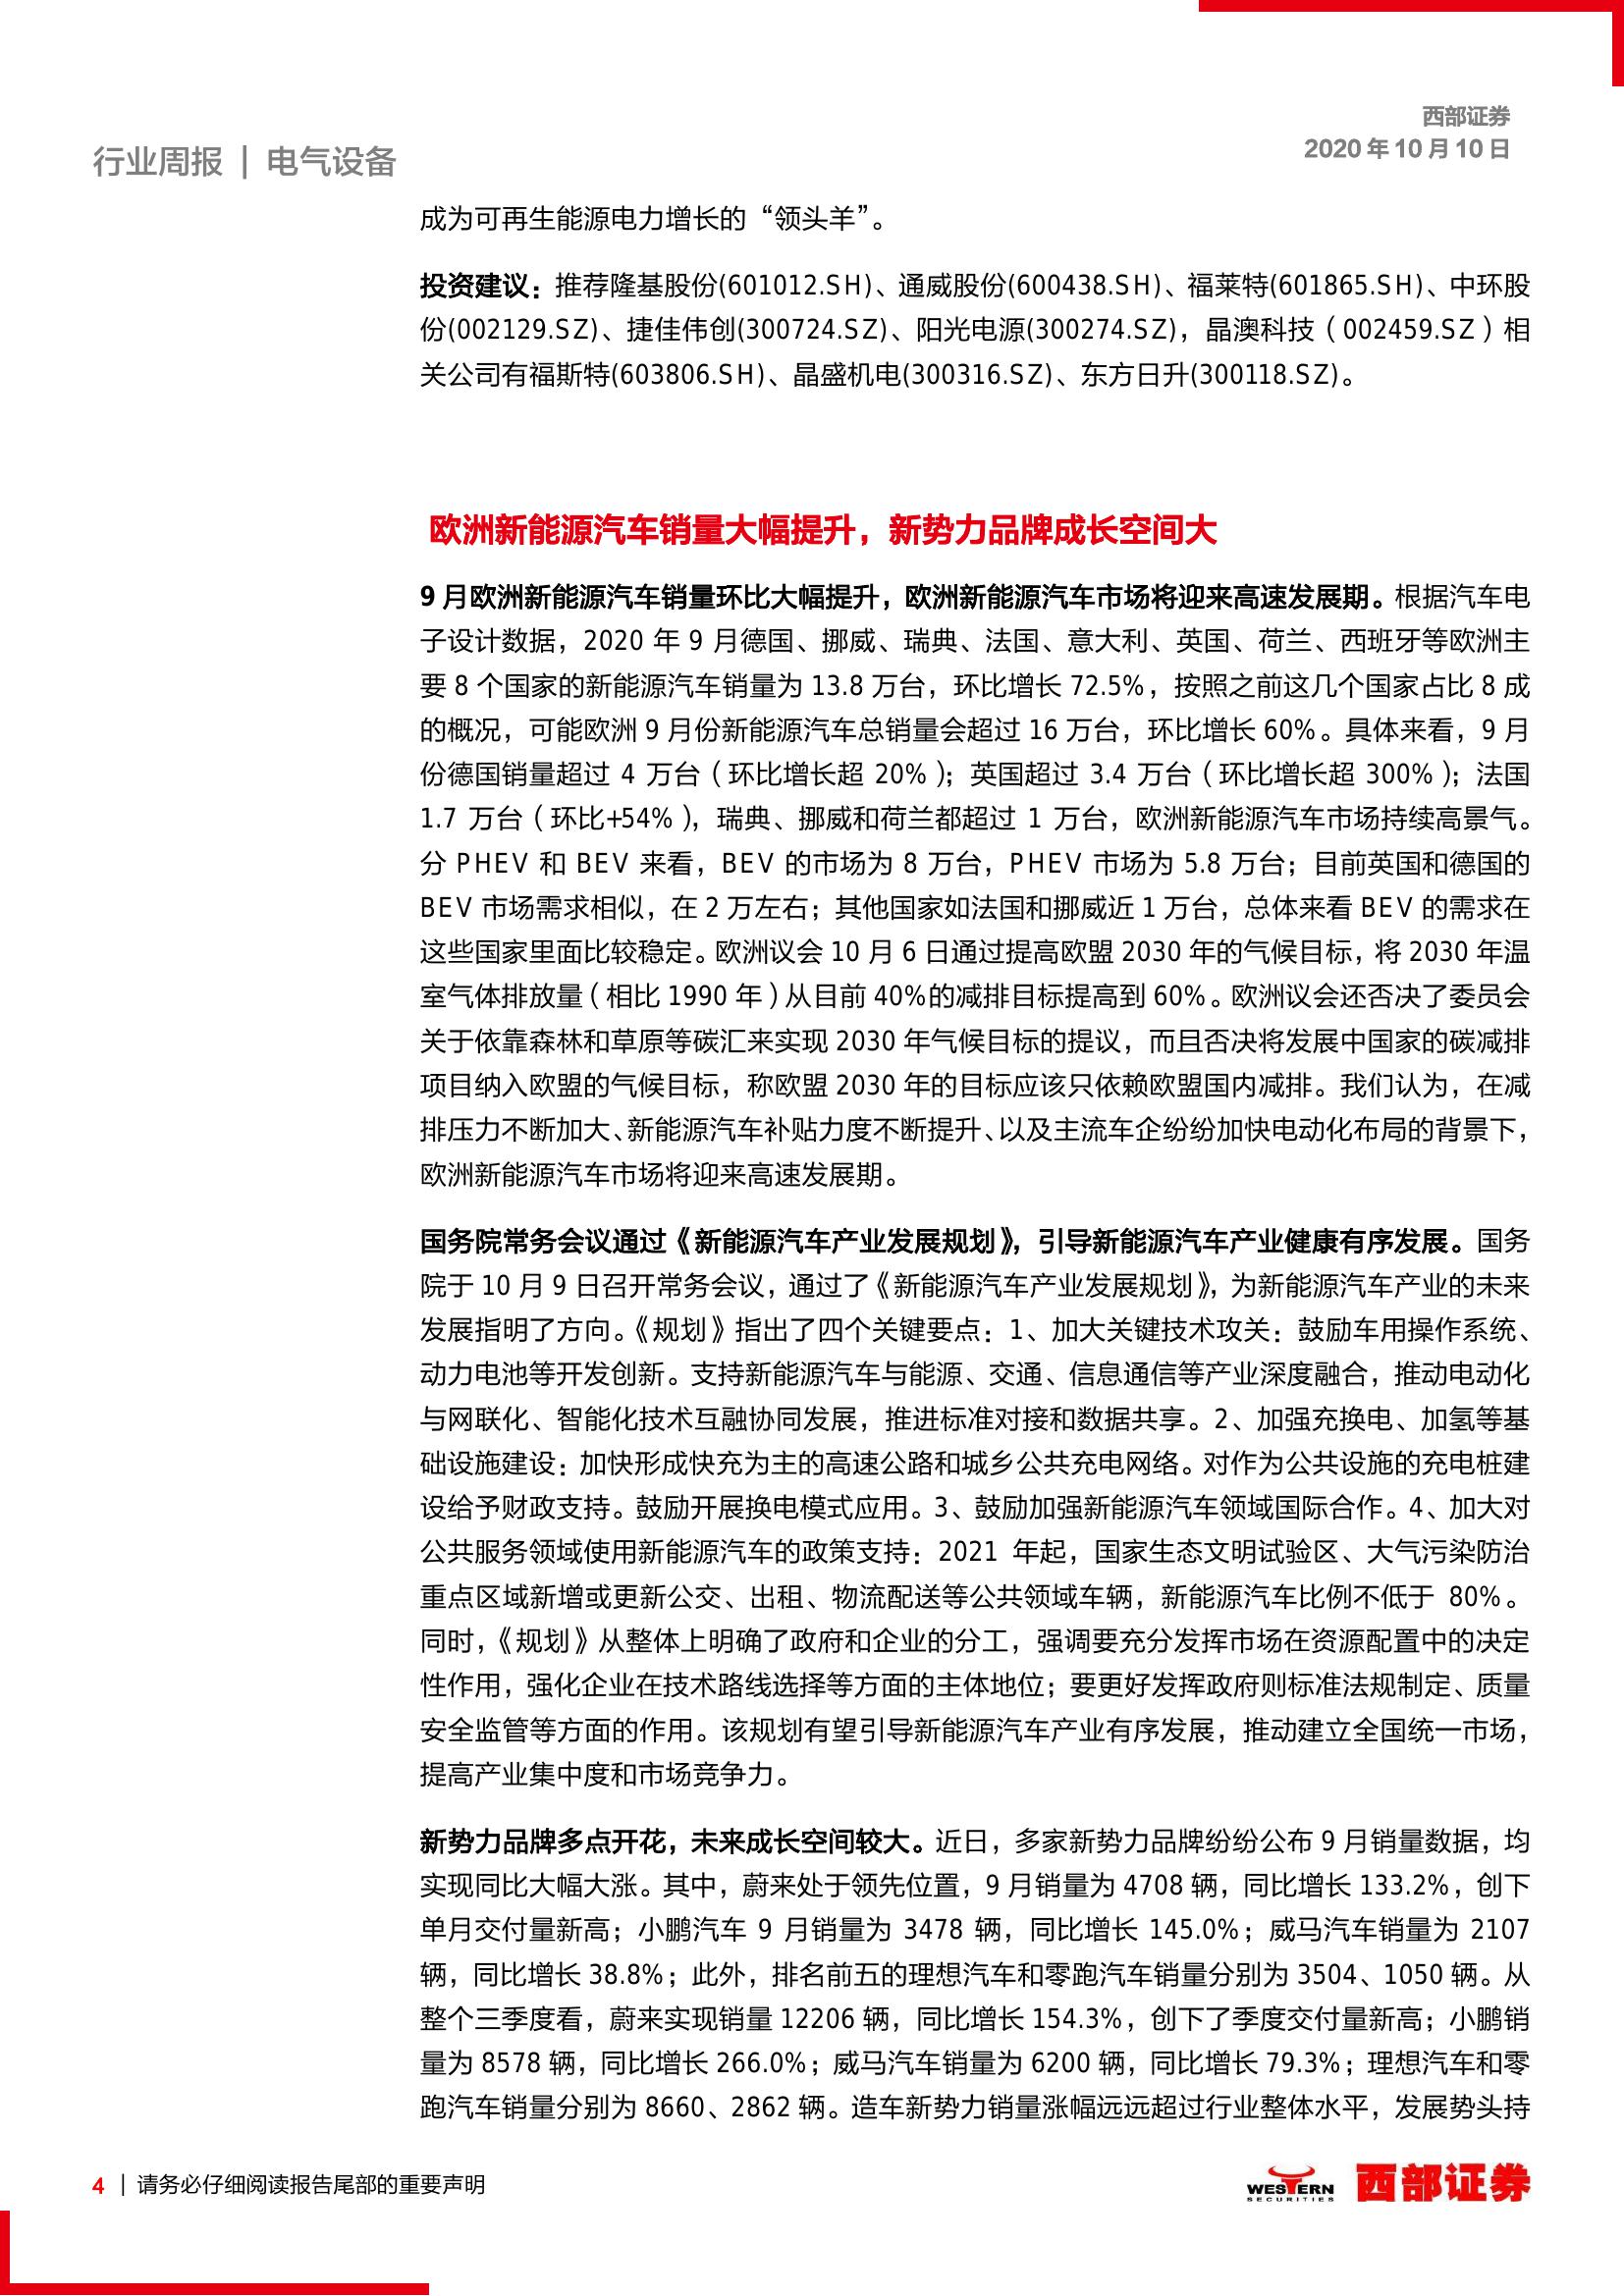 西部证券
2020 年 10 月 10 日
行业周报 | 电气设备
成为可再生能源电力增长的“领头羊”。
投资建议：推荐隆基股份(601012.SH)、通威股份(600438.SH)、福莱特(601865.SH)、中环股
份(002129.SZ)、捷佳伟创(300724.SZ)、阳光电源(300274.SZ)，晶澳科技（002459.SZ）相
关公司有福斯特(603806.SH)、晶盛机电(300316.SZ)、东方日升(300118.SZ)。
欧洲新能源汽车销量大幅提升，新势力品牌成长空间大
9 月欧洲新能源汽车销量环比大幅提升，欧洲新能源汽车市场将迎来高速发展期。根据汽车电
子设计数据，2020 年 9 月德国、挪威、瑞典、法国、意大利、英国、荷兰、西班牙等欧洲主
要 8 个国家的新能源汽车销量为 13.8 万台，环比增长 72.5%，按照之前这几个国家占比 8 成
的概况，可能欧洲 9 月份新能源汽车总销量会超过 16 万台，环比增长 60%。具体来看，9 月
份德国销量超过 4 万台（环比增长超 20%）；英国超过 3.4 万台（环比增长超 300%）；法国
1.7 万台（环比+54%），瑞典、挪威和荷兰都超过 1 万台，欧洲新能源汽车市场持续高景气。
分 PHEV 和 BEV 来看，BEV 的市场为 8 万台，PHEV 市场为 5.8 万台；目前英国和德国的
BEV 市场需求相似，在 2 万左右；其他国家如法国和挪威近 1 万台，总体来看 BEV 的需求在
这些国家里面比较稳定。欧洲议会 10 月 6 日通过提高欧盟 2030 年的气候目标，将 2030 年温
室气体排放量（相比 1990 年）从目前 40%的减排目标提高到 60%。欧洲议会还否决了委员会
关于依靠森林和草原等碳汇来实现 2030 年气候目标的提议，而且否决将发展中国家的碳减排
项目纳入欧盟的气候目标，称欧盟 2030 年的目标应该只依赖欧盟国内减排。我们认为，在减
排压力不断加大、新能源汽车补贴力度不断提升、以及主流车企纷纷加快电动化布局的背景下，
欧洲新能源汽车市场将迎来高速发展期。
国务院常务会议通过《新能源汽车产业发展规划》，引导新能源汽车产业健康有序发展。国务
院于 10 月 9 日召开常务会议，通过了《新能源汽车产业发展规划》，为新能源汽车产业的未来
发展指明了方向。《规划》指出了四个关键要点：1、加大关键技术攻关：鼓励车用操作系统、
动力电池等开发创新。支持新能源汽车与能源、交通、信息通信等产业深度融合，推动电动化
与网联化、智能化技术互融协同发展，推进标准对接和数据共享。2、加强充换电、加氢等基
础设施建设：加快形成快充为主的高速公路和城乡公共充电网络。对作为公共设施的充电桩建
设给予财政支持。鼓励开展换电模式应用。3、鼓励加强新能源汽车领域国际合作。4、加大对
公共服务领域使用新能源汽车的政策支持：2021 年起，国家生态文明试验区、大气污染防治
重点区域新增或更新公交、出租、物流配送等公共领域车辆，新能源汽车比例不低于 80%。
同时，《规划》从整体上明确了政府和企业的分工，强调要充分发挥市场在资源配置中的决定
性作用，强化企业在技术路线选择等方面的主体地位；要更好发挥政府则标准法规制定、质量
安全监管等方面的作用。该规划有望引导新能源汽车产业有序发展，推动建立全国统一市场，
提高产业集中度和市场竞争力。
新势力品牌多点开花，未来成长空间较大。近日，多家新势力品牌纷纷公布 9 月销量数据，均
实现同比大幅大涨。其中，蔚来处于领先位置，9 月销量为 4708 辆，同比增长 133.2%，创下
单月交付量新高；小鹏汽车 9 月销量为 3478 辆，同比增长 145.0%；威马汽车销量为 2107
辆，同比增长 38.8%；此外，排名前五的理想汽车和零跑汽车销量分别为 3504、1050 辆。从
整个三季度看，蔚来实现销量 12206 辆，同比增长 154.3%，创下了季度交付量新高；小鹏销
量为 8578 辆，同比增长 266.0%；威马汽车销量为 6200 辆，同比增长 79.3%；理想汽车和零
跑汽车销量分别为 8660、2862 辆。造车新势力销量涨幅远远超过行业整体水平，发展势头持
4 | 请务必仔细阅读报告尾部的重要声明
WESTERN
SECURITIES
西部证券